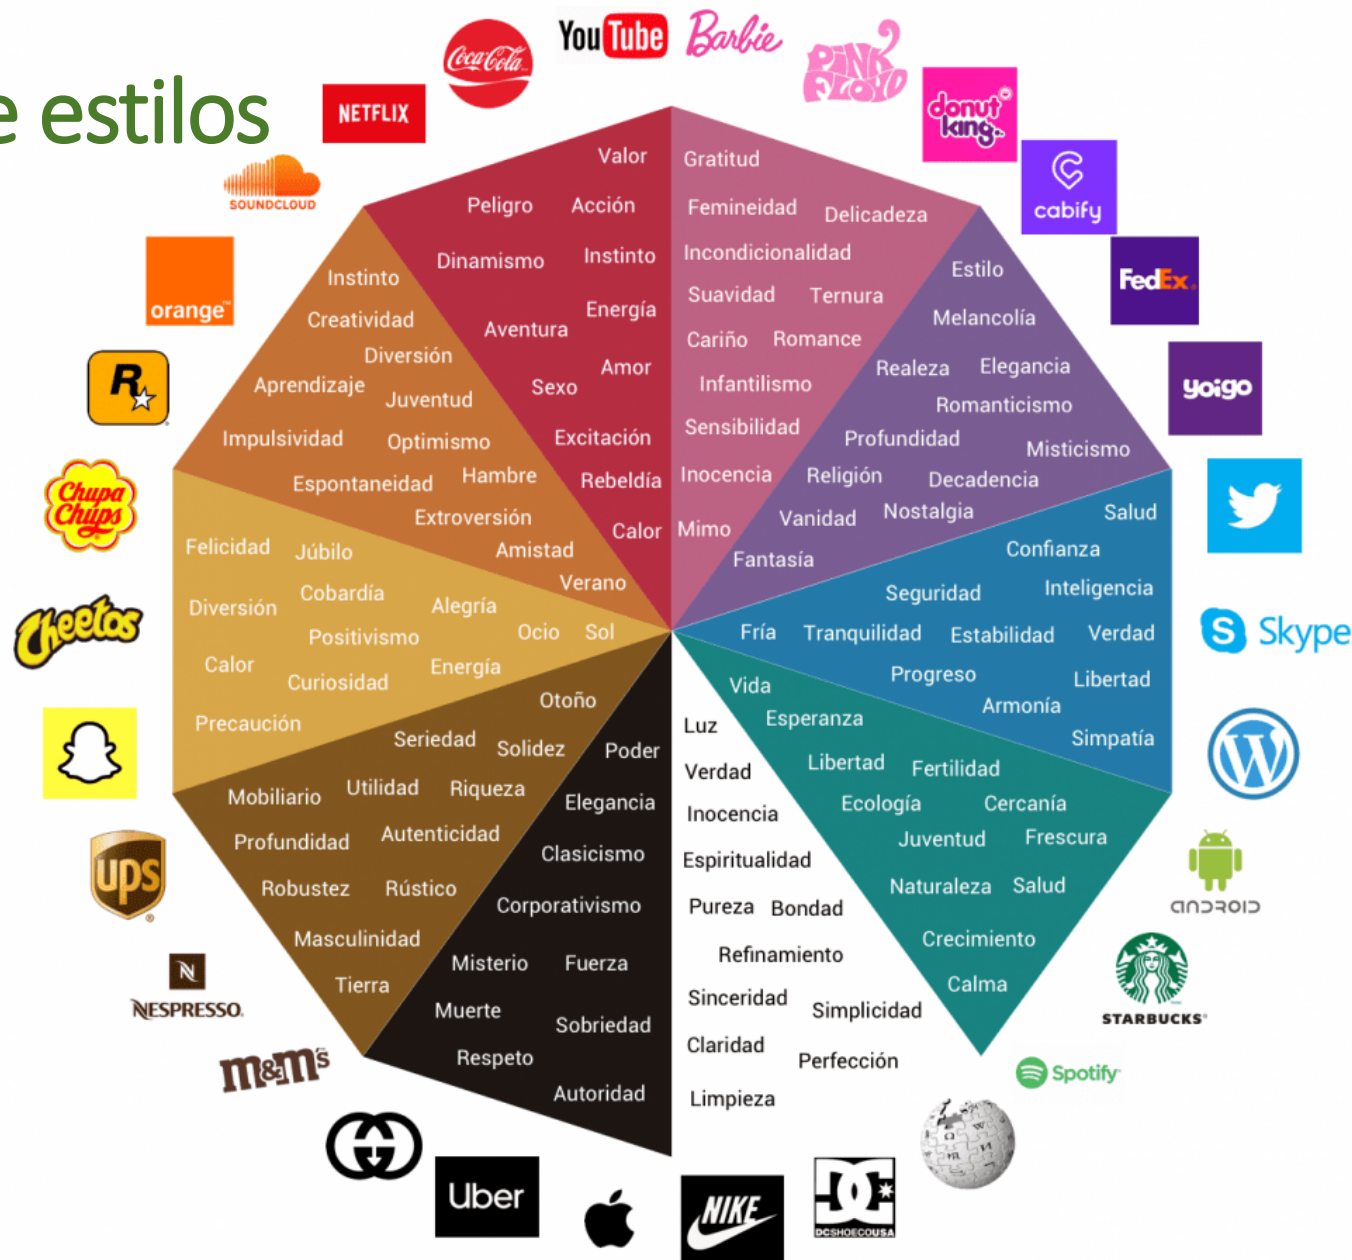 e estilos
NETFLIX
Coca-Cola
YouTube
Barbie
PINK
FLOYD
donut
king
cabify
FedEx
yoigo
Skype
ANDROID
STARBUCKS
Spotify
DC
DCSHOECOUSA
NIKE
Uber
m&m's
N
NESPRESSO
ups
Cheetos
Chupa
Chups
R
orange™
SOUNDCLOUD
Valor
Peligro Acción
Dinamismo Instinto
Energía
Aventura
Amor
Sexo
Excitación
Rebeldía
Calor
Gratitud
Femineidad Delicadeza
Incondicionalidad
Suavidad Ternura
Cariño Romance
Infantilismo
Sensibilidad
Inocencia
Mimo
Estilo
Melancolía
Realeza Elegancia
Romanticismo
Profundidad Misticismo
Religión Decadencia
Vanidad Nostalgia
Fantasía
Salud
Confianza
Seguridad Inteligencia
Fría Tranquilidad Estabilidad Verdad
Progreso Libertad
Armonía
Simpatía
Vida
Esperanza
Libertad Fertilidad
Ecología Cercanía
Juventud Frescura
Naturaleza Salud
Crecimiento
Calma
Luz
Verdad
Inocencia
Espiritualidad
Pureza Bondad
Refinamiento
Sinceridad Simplicidad
Claridad Perfección
Limpieza
Poder
Elegancia
Clasicismo
Corporativismo
Misterio Fuerza
Muerte
Sobriedad
Respeto
Autoridad
Otoño
Seriedad Solidez
Mobiliario Utilidad Riqueza
Profundidad Autenticidad
Robustez Rústico
Masculinidad
Tierra
Felicidad Júbilo
Cobardía
Diversión Alegría
Positivismo Ocio Sol
Calor Energía
Curiosidad
Precaución
Instinto
Creatividad
Diversión
Aprendizaje Juventud
Impulsividad Optimismo
Espontaneidad Hambre
Extroversión
Amistad
Verano